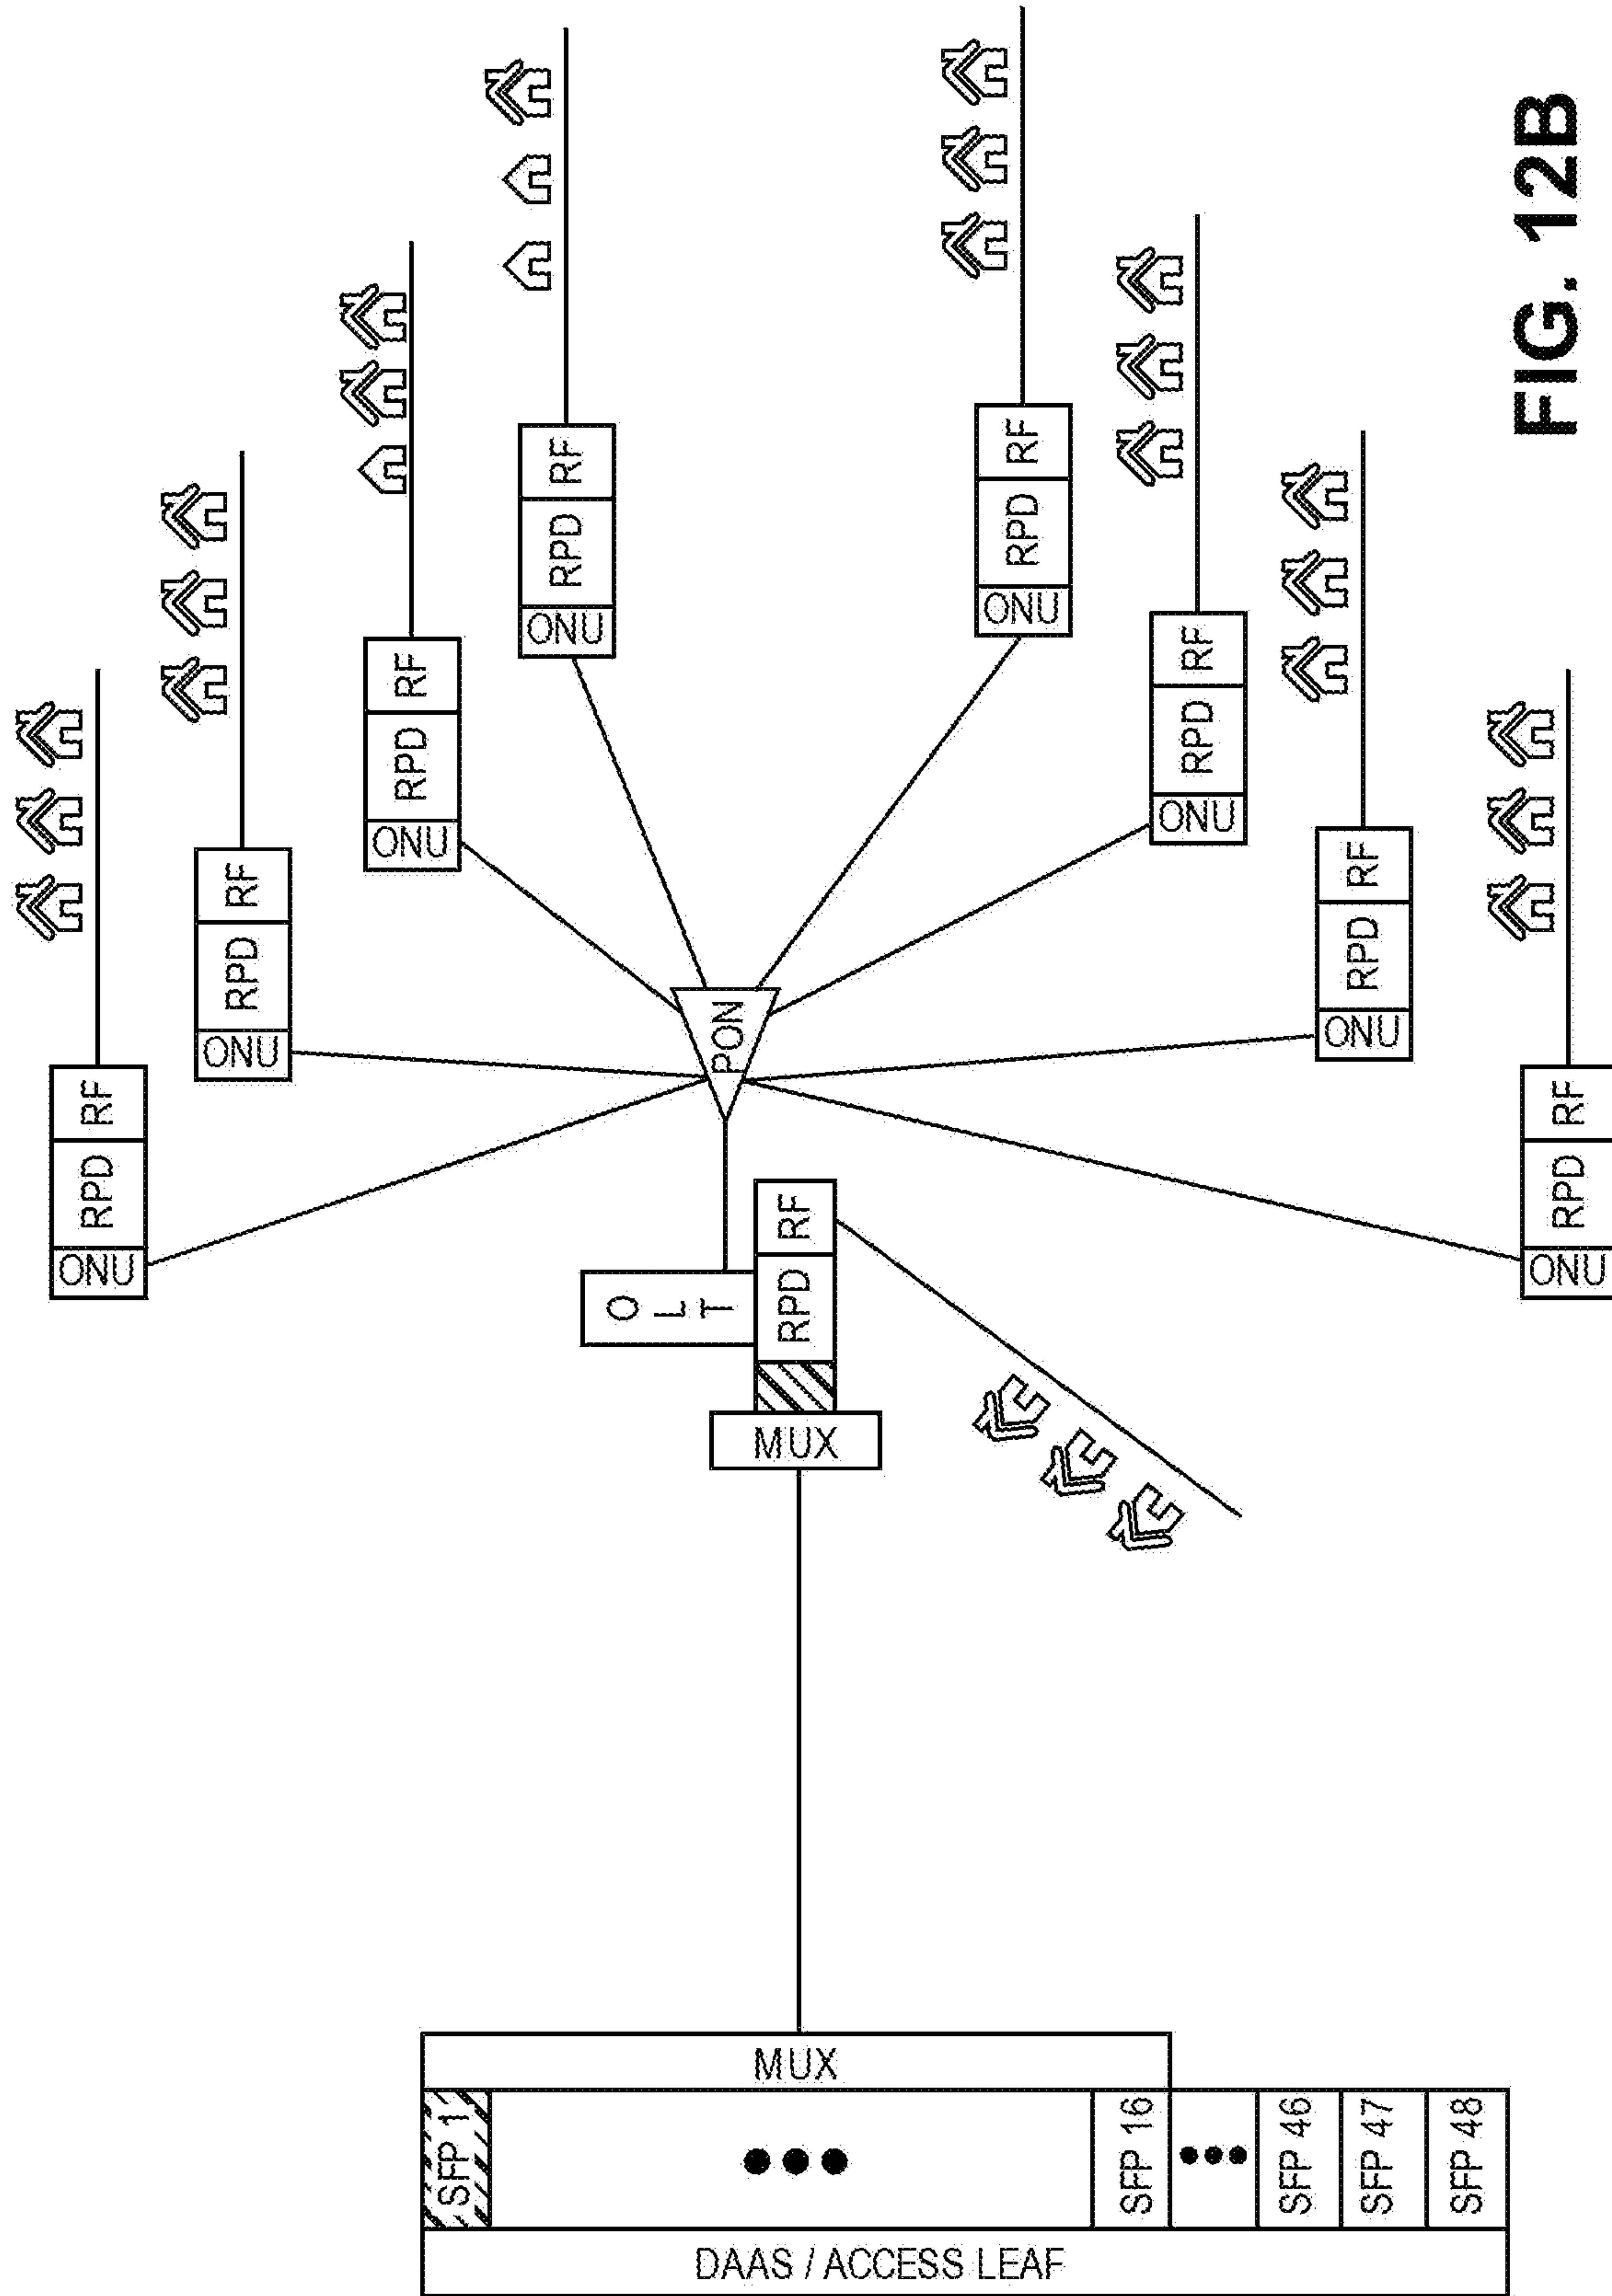 DAAS / ACCESS LEAF
SFP 1
SFP 16
SFP 46
SFP 47
SFP 48
MUX
MUX
OLT
RPD
RF
PON
ONU
RPD
RF
ONU
RPD
RF
ONU
RPD
RF
ONU
RPD
RF
ONU
RPD
RF
ONU
RPD
RF
ONU
RPD
RF
ONU
RPD
RF
FIG. 12B